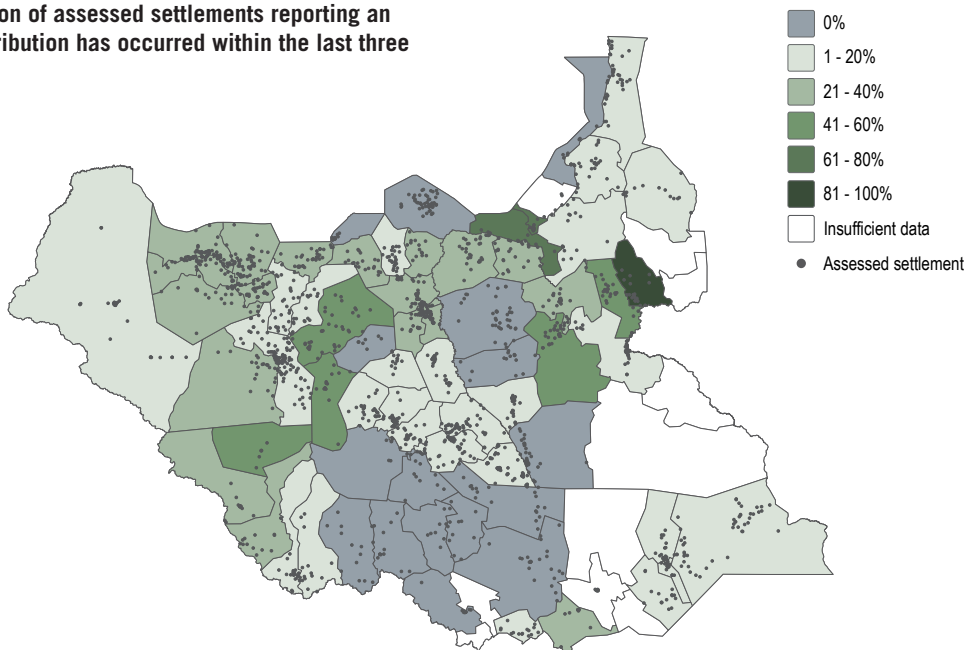 ion of assessed settlements reporting an
ribution has occurred within the last three
0%
1 - 20%
21 - 40%
41 - 60%
61 - 80%
81 - 100%
Insufficient data
Assessed settlement